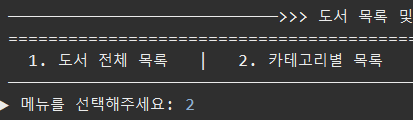 ────────────────────────>>> 도서 목록 및
=========================================
1. 도서 전체 목록 | 2. 카테고리별 목록
▶ 메뉴를 선택해주세요: 2